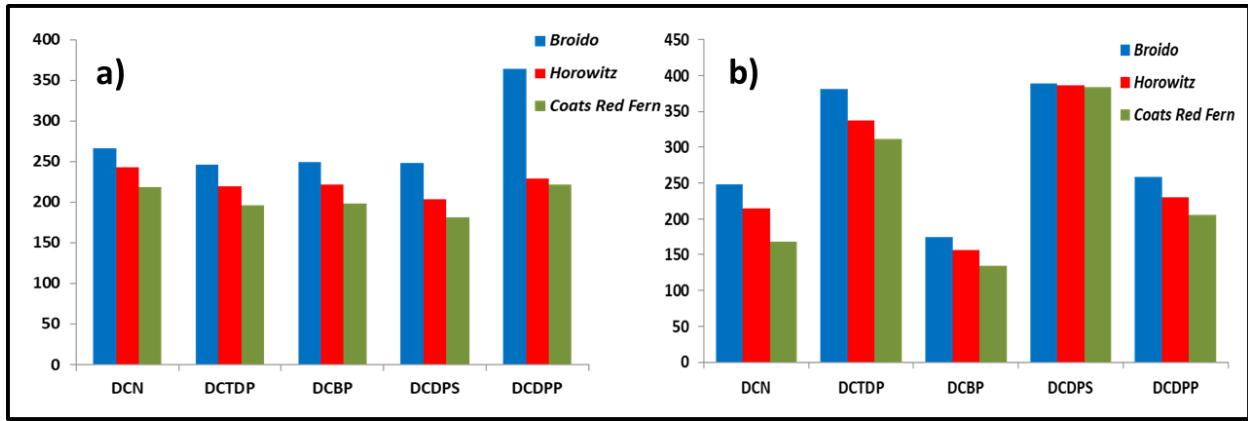 a)
400
350
300
250
200
150
100
50
0
Broido
Horowitz
Coats Red Fern
DCN DCTDP DCBP DCDPS DCDPP
b)
450
400
350
300
250
200
150
100
50
0
Broido
Horowitz
Coats Red Fern
DCN DCTDP DCBP DCDPS DCDPP